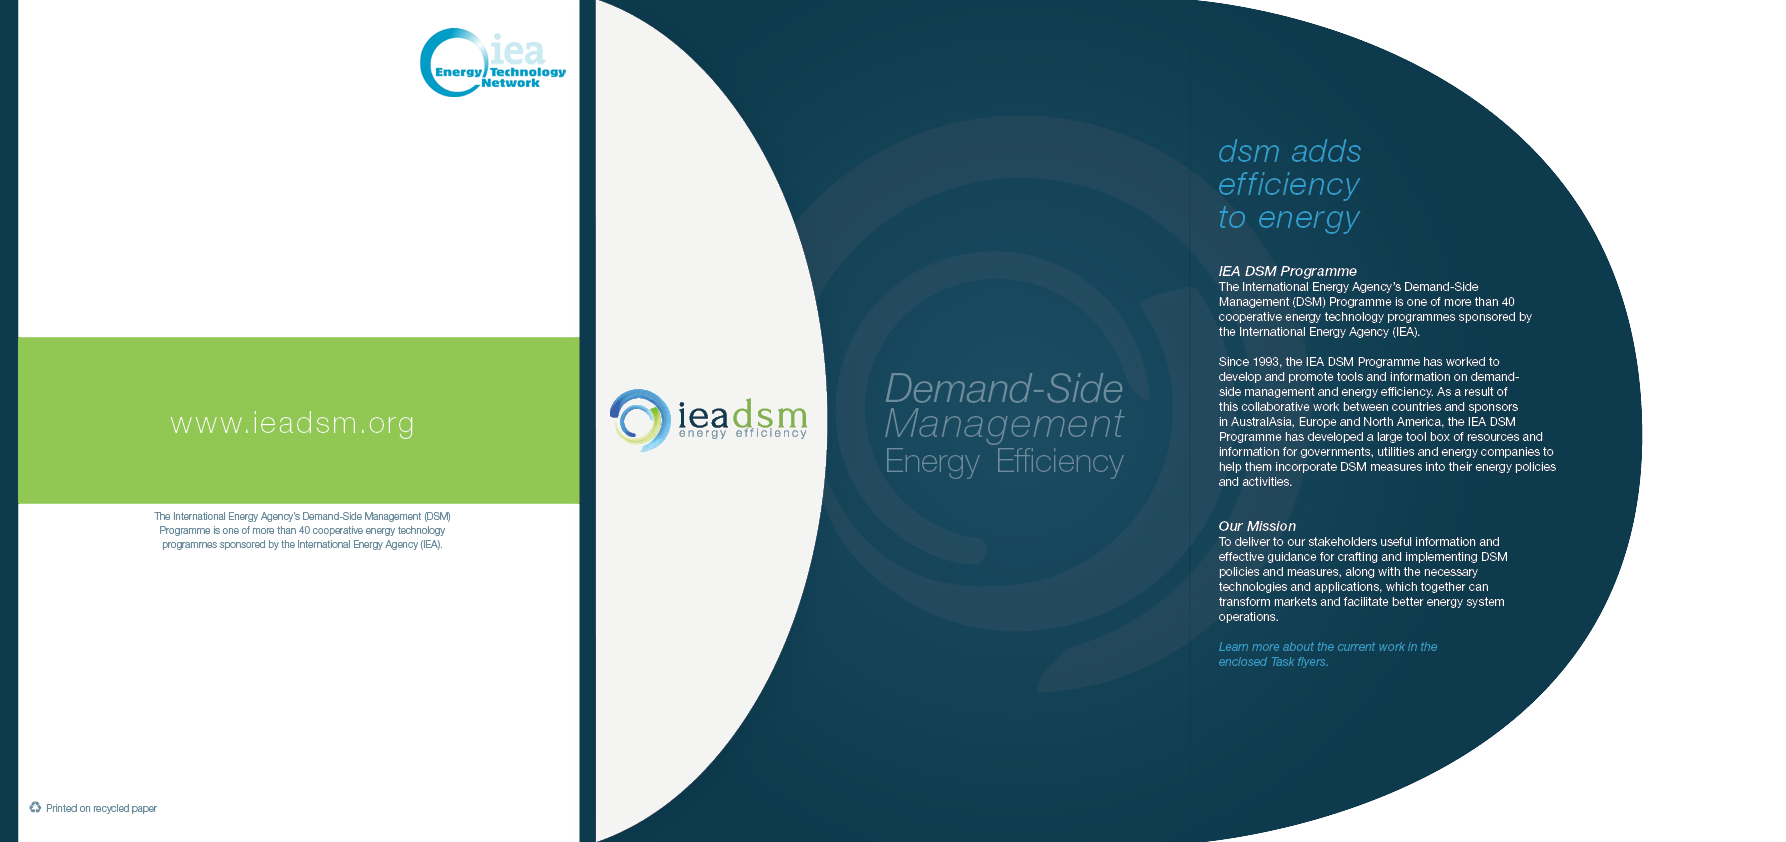 iea
Energy Technology
Network
www.ieadsm.org
The International Energy Agency's Demand-Side Management (DSM)
Programme is one of more than 40 cooperative energy technology
programmes sponsored by the International Energy Agency (IEA).
♻ Printed on recycled paper
ieadsm
energy efficiency
Demand-Side
Management
Energy Efficiency
dsm adds
efficiency
to energy
IEA DSM Programme
The International Energy Agency's Demand-Side
Management (DSM) Programme is one of more than 40
cooperative energy technology programmes sponsored by
the International Energy Agency (IEA).
Since 1993, the IEA DSM Programme has worked to
develop and promote tools and information on demand-
side management and energy efficiency. As a result of
this collaborative work between countries and sponsors
in AustralAsia, Europe and North America, the IEA DSM
Programme has developed a large tool box of resources and
information for governments, utilities and energy companies to
help them incorporate DSM measures into their energy policies
and activities.
Our Mission
To deliver to our stakeholders useful information and
effective guidance for crafting and implementing DSM
policies and measures, along with the necessary
technologies and applications, which together can
transform markets and facilitate better energy system
operations.
Learn more about the current work in the
enclosed Task flyers.